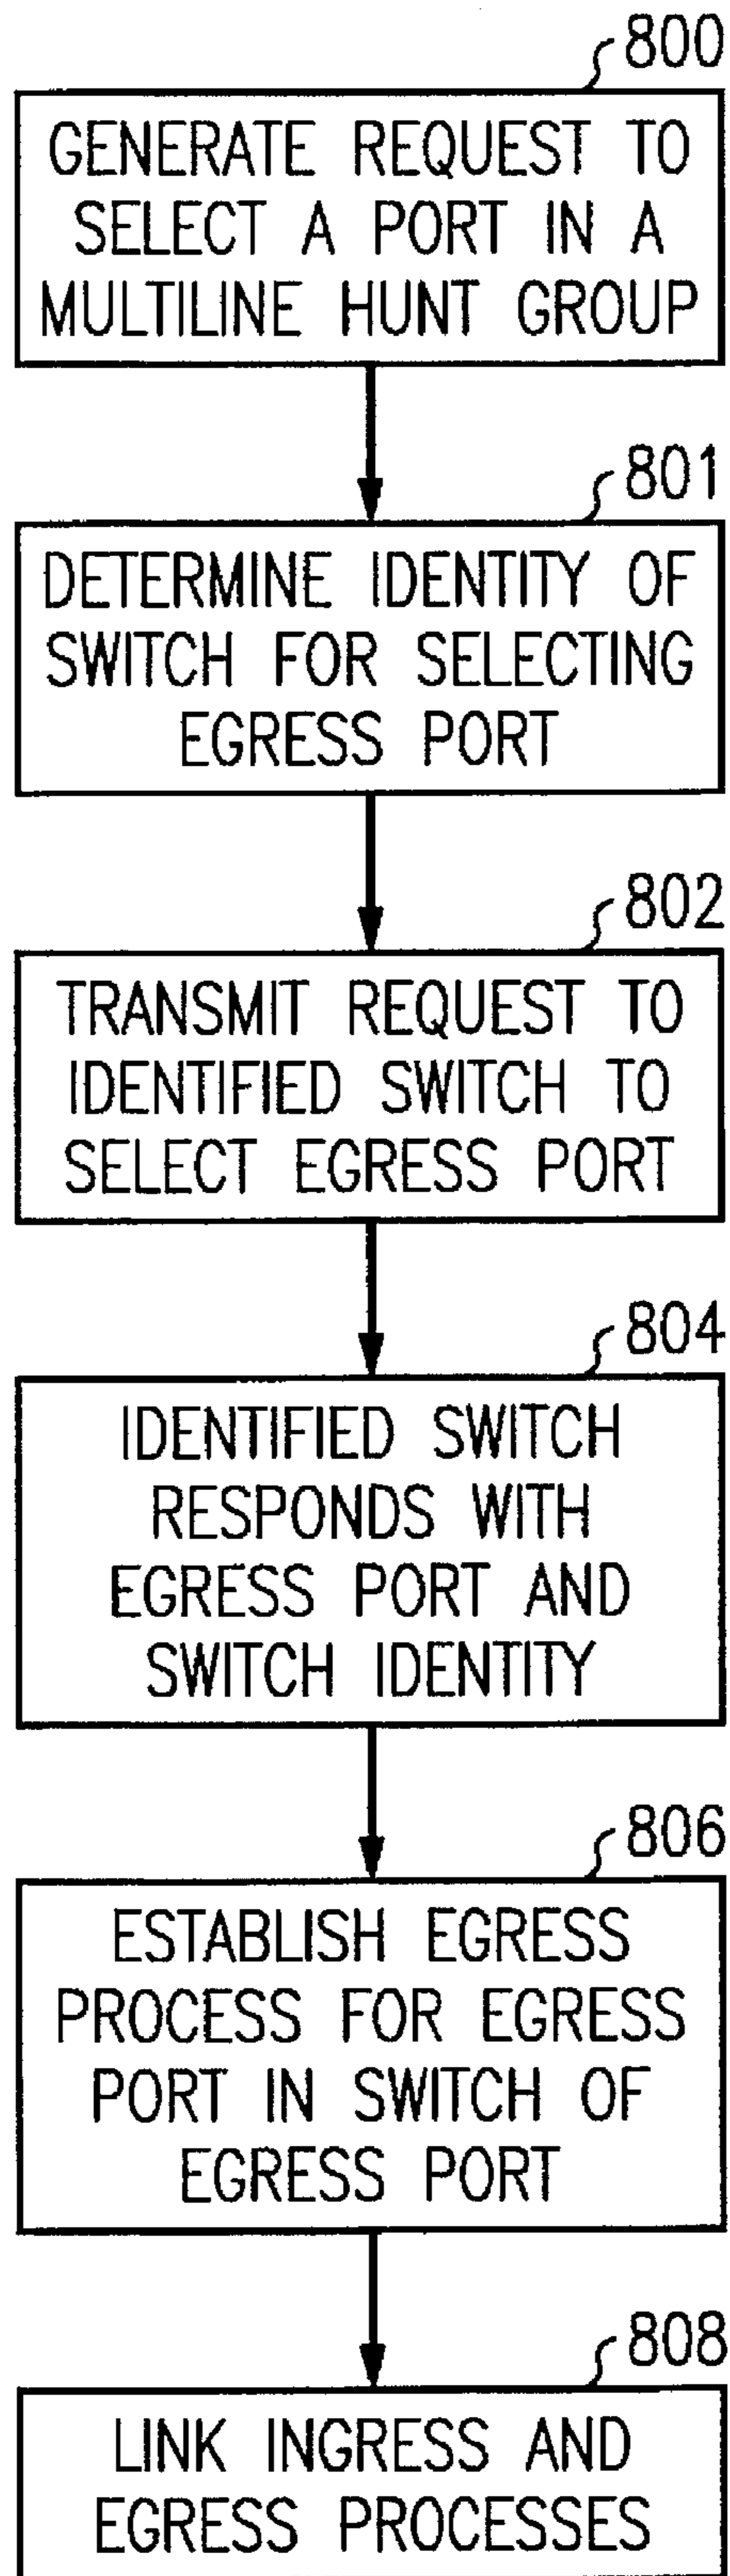 800
GENERATE REQUEST TO
SELECT A PORT IN A
MULTILINE HUNT GROUP
801
DETERMINE IDENTITY OF
SWITCH FOR SELECTING
EGRESS PORT
802
TRANSMIT REQUEST TO
IDENTIFIED SWITCH TO
SELECT EGRESS PORT
804
IDENTIFIED SWITCH
RESPONDS WITH
EGRESS PORT AND
SWITCH IDENTITY
806
ESTABLISH EGRESS
PROCESS FOR EGRESS
PORT IN SWITCH OF
EGRESS PORT
808
LINK INGRESS AND
EGRESS PROCESSES